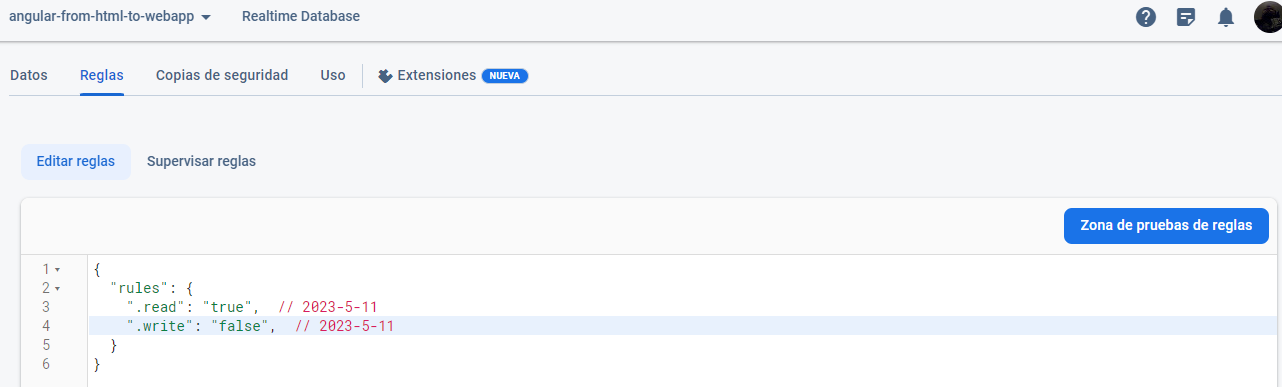 angular-from-html-to-webapp Realtime Database
Datos Reglas Copias de seguridad Uso Extensiones NUEVA
Editar reglas Supervisar reglas
Zona de pruebas de reglas
1 {
2 "rules": {
3 ".read": "true",  // 2023-5-11
4 ".write": "false",  // 2023-5-11
5 }
6 }